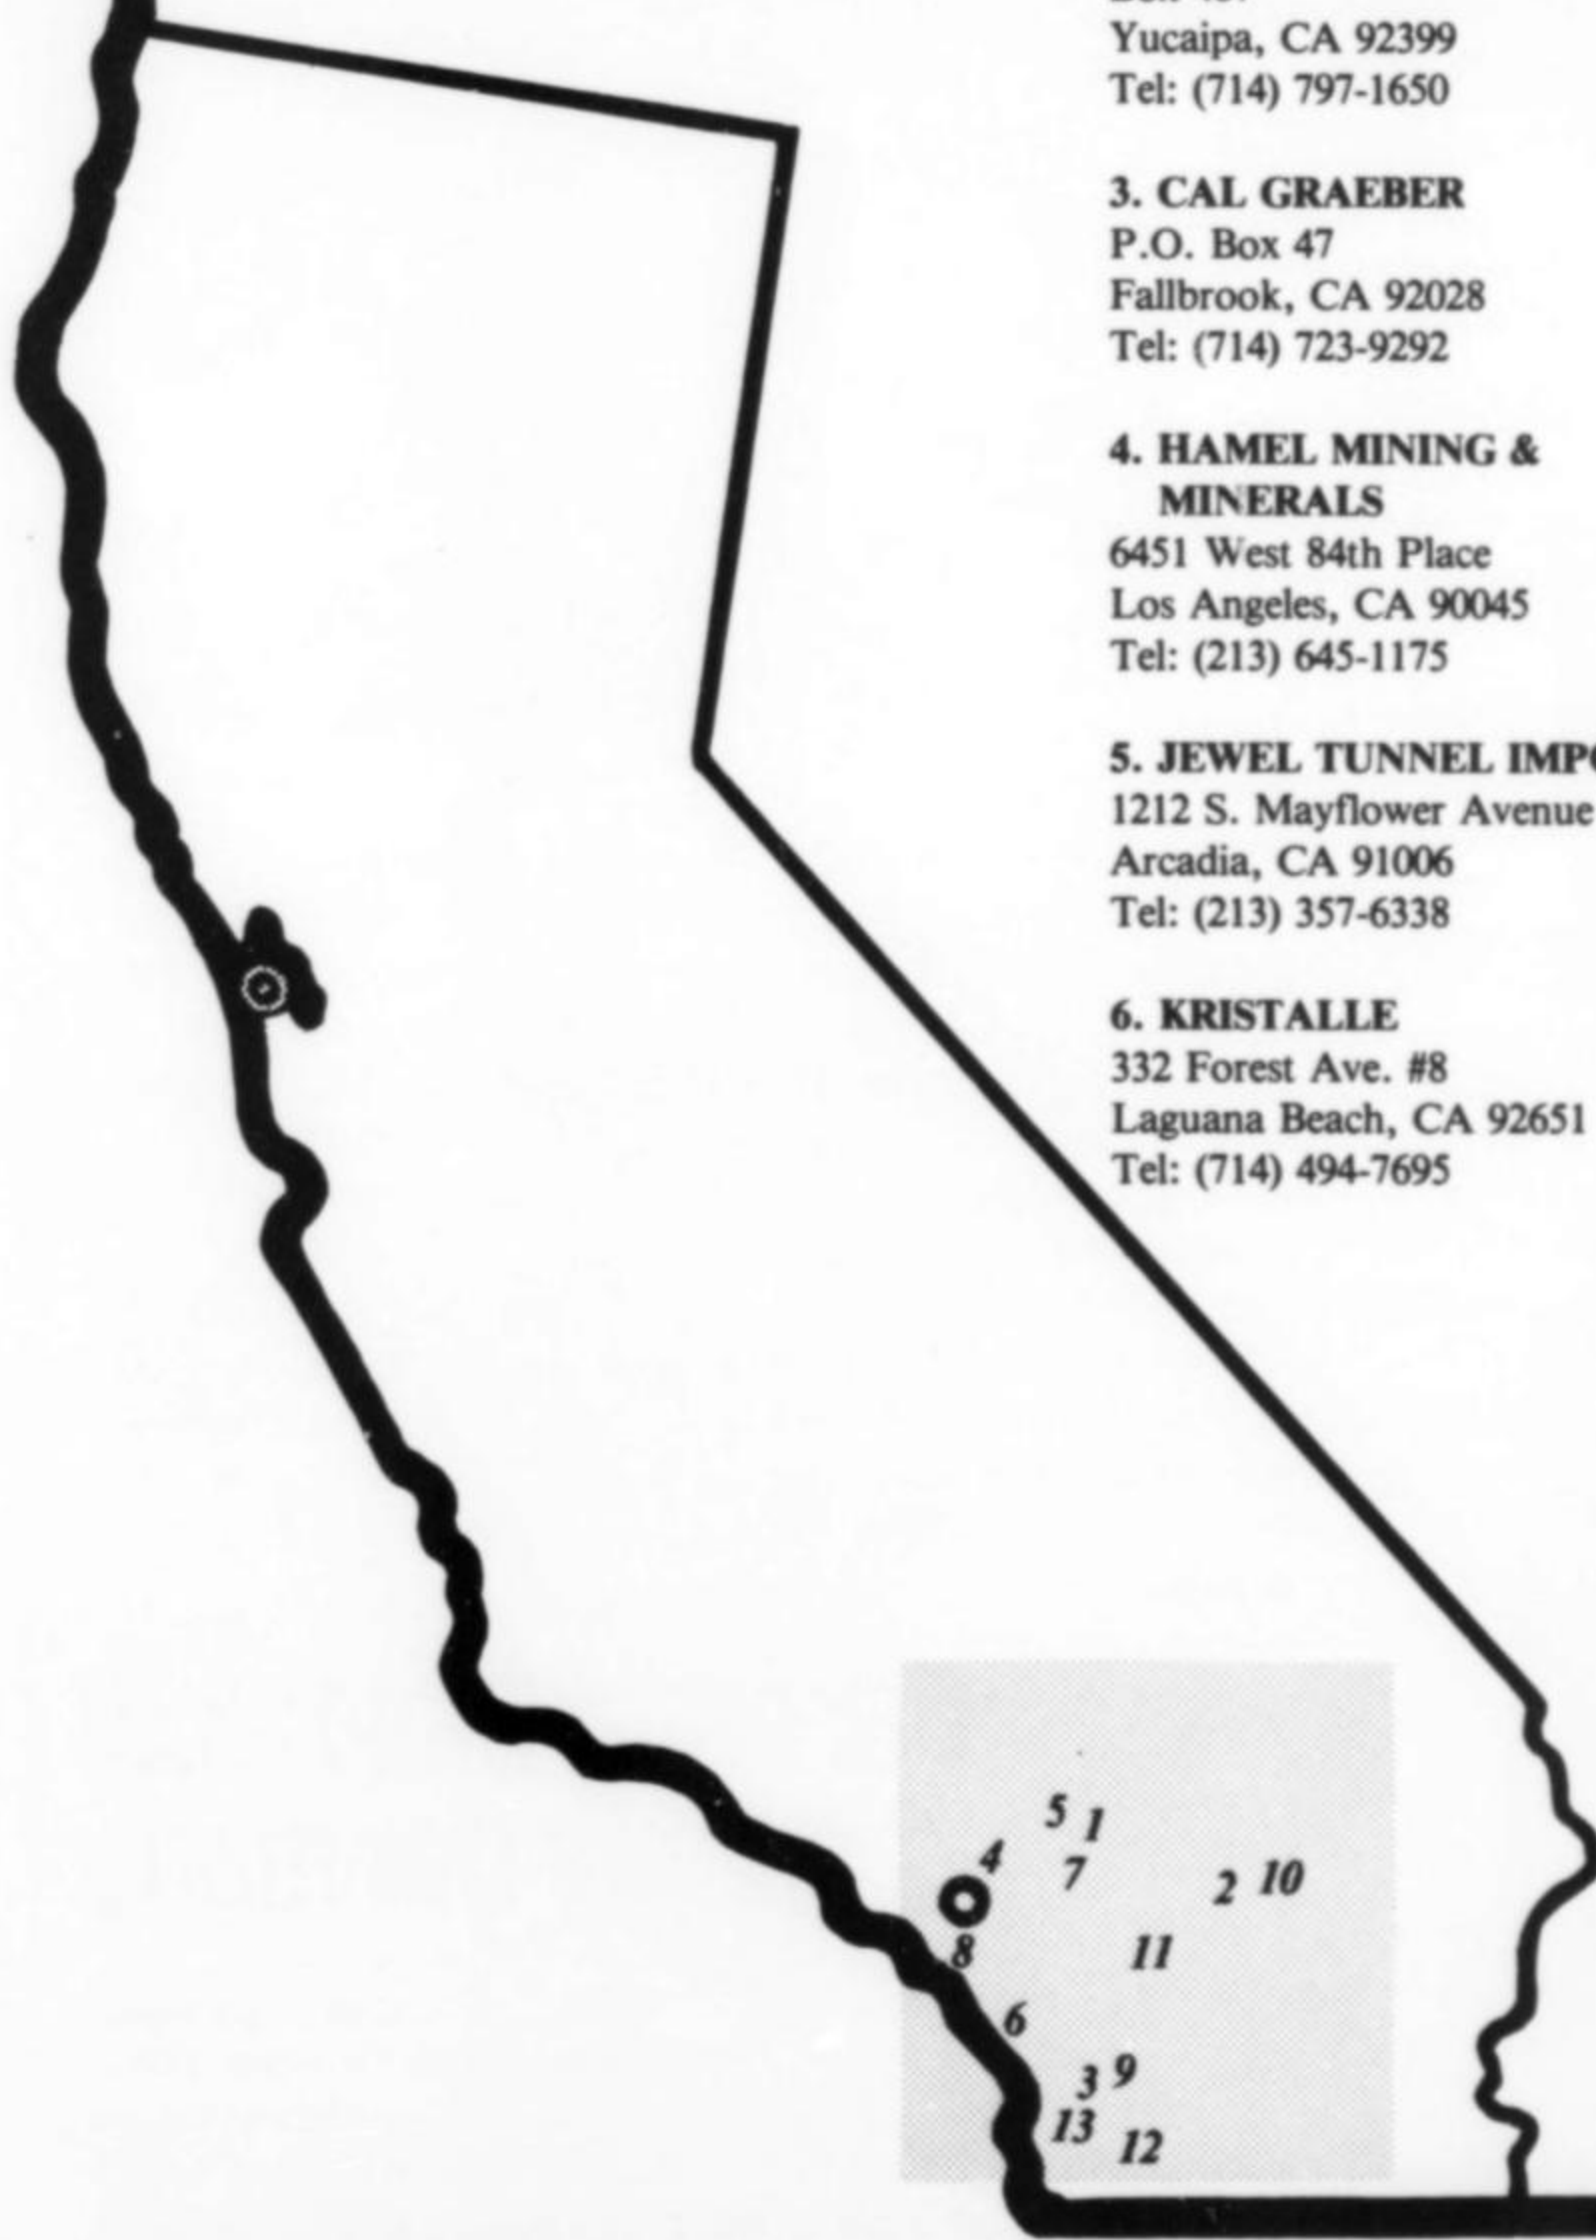 Yucaipa, CA 92399
Tel: (714) 797-1650
3. CAL GRAEBER
P.O. Box 47
Fallbrook, CA 92028
Tel: (714) 723-9292
4. HAMEL MINING &
MINERALS
6451 West 84th Place
Los Angeles, CA 90045
Tel: (213) 645-1175
5. JEWEL TUNNEL
1212 S. Mayflower Avenue
Arcadia, CA 91006
Tel: (213) 357-6338
6. KRISTALLE
332 Forest Ave. #8
Laguana Beach, CA 92651
Tel: (714) 494-7695
5 1
4 7 2 10
8 11
6
3 9
13 12